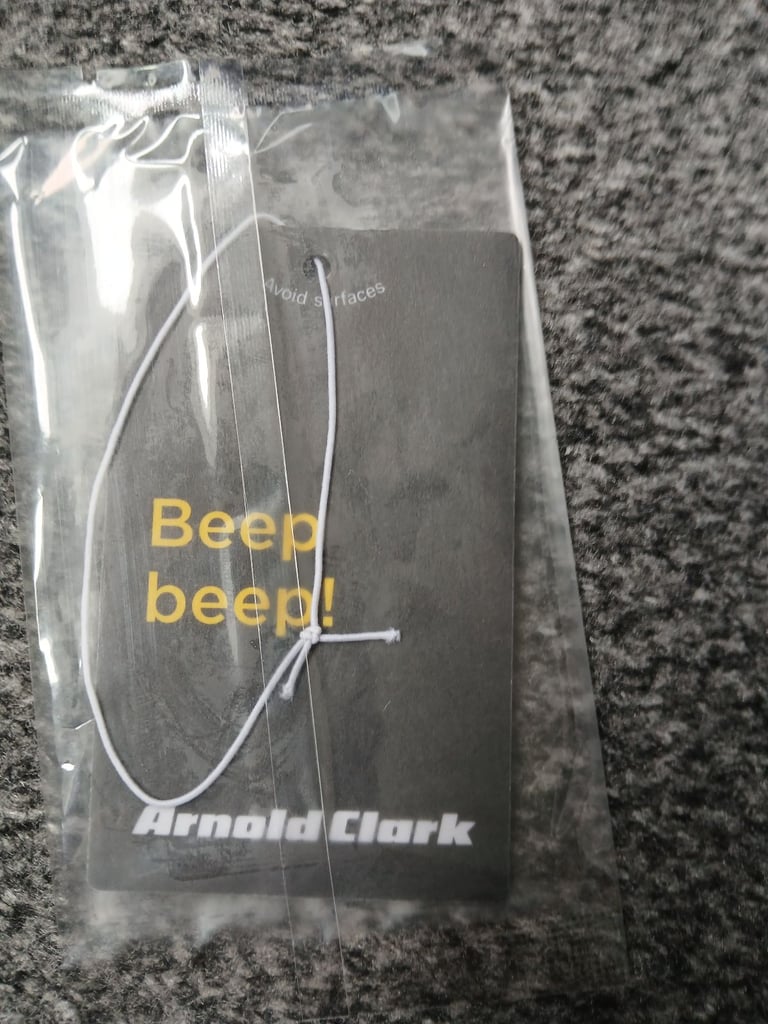 Avoid surfaces
Beep
beep!
Arnold Clark